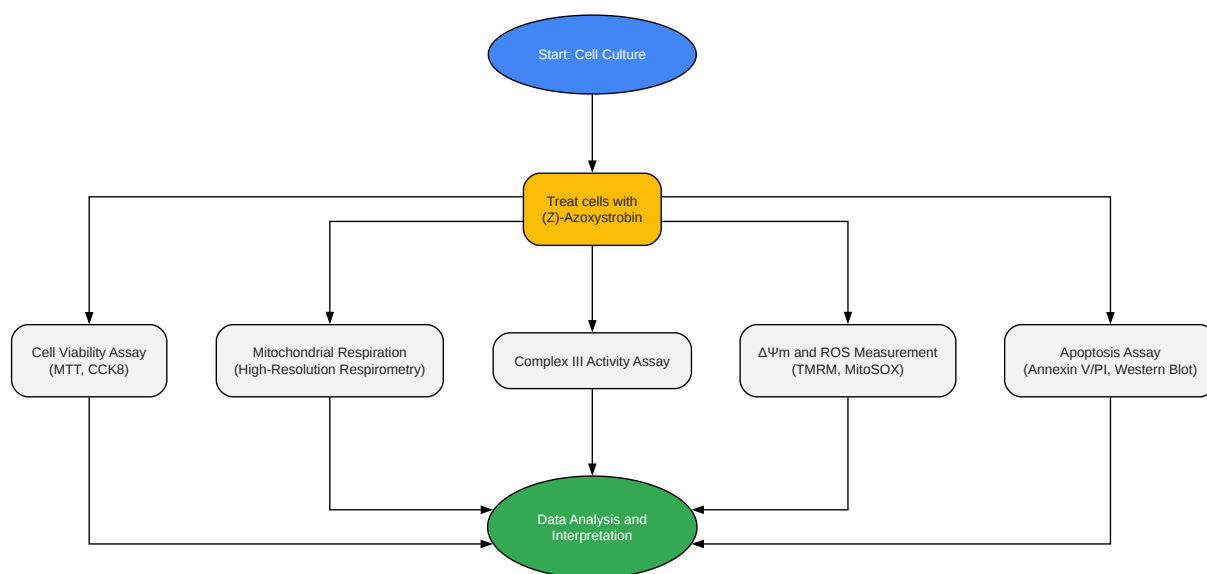 Start: Cell Culture
Treat cells with
(Z)-Azoxystrobin
Cell Viability Assay
(MTT, CCK8)
Mitochondrial Respiration
(High-Resolution Respirometry)
Complex III Activity Assay
ΔΨm and ROS Measurement
(TMRM, MitoSOX)
Apoptosis Assay
(Annexin V/PI, Western Blot)
Data Analysis and
Interpretation